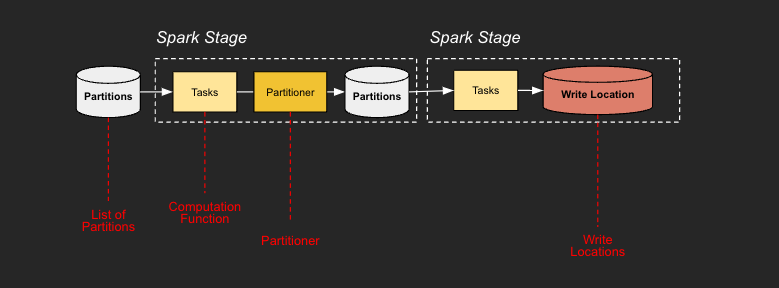 Spark Stage
Spark Stage
Partitions
Tasks
Partitioner
Partitions
Tasks
Write Location
List of
Partitions
Computation
Function
Partitioner
Write
Locations